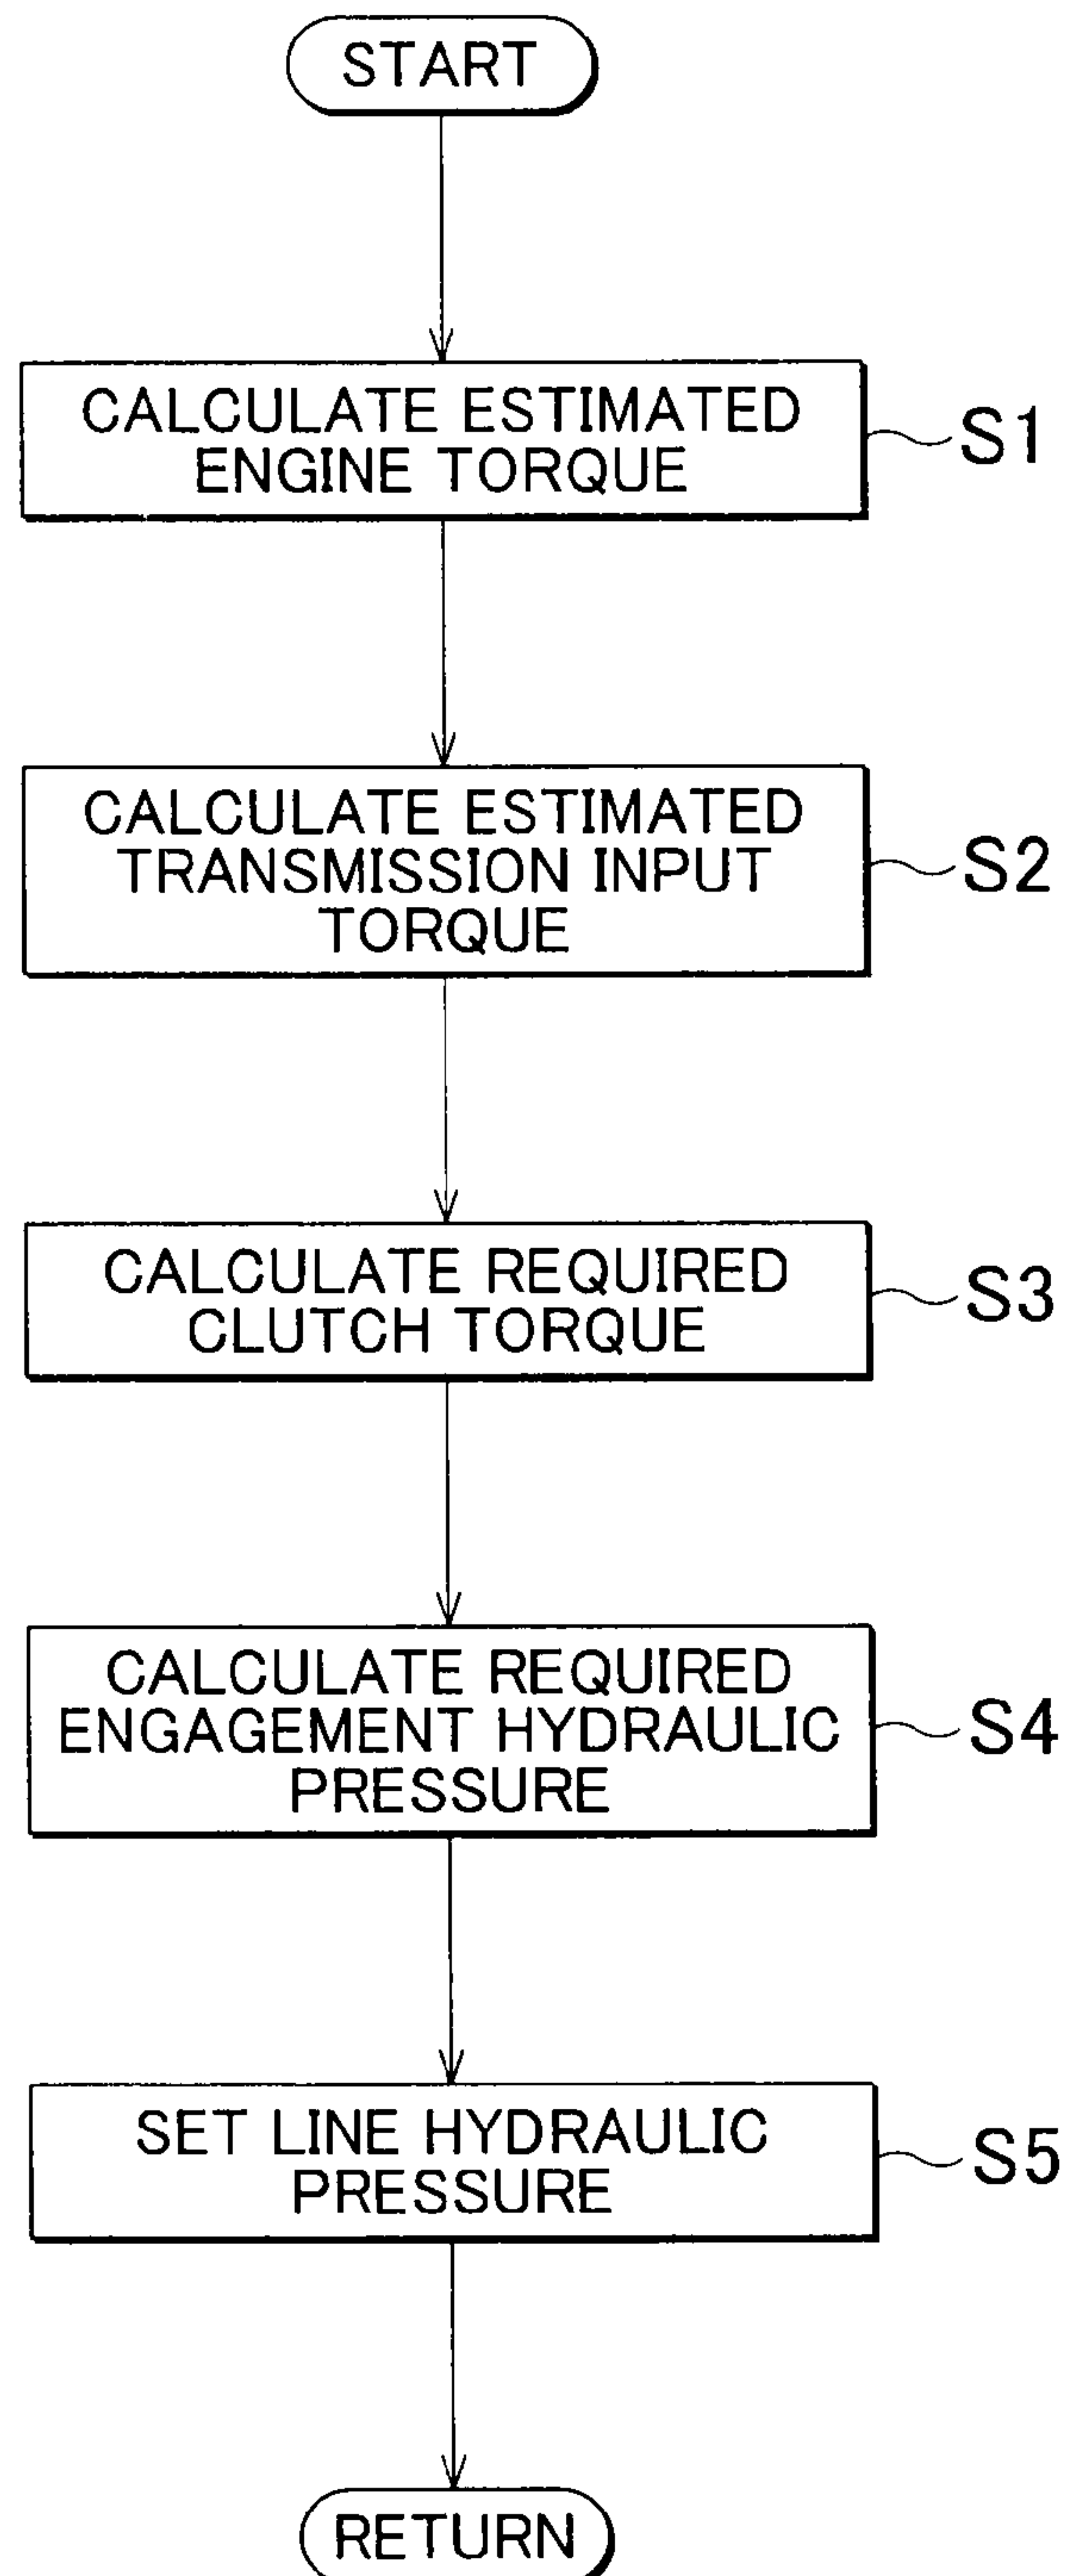 START
CALCULATE ESTIMATED
ENGINE TORQUE
S1
CALCULATE ESTIMATED
TRANSMISSION INPUT
TORQUE
S2
CALCULATE REQUIRED
CLUTCH TORQUE
S3
CALCULATE REQUIRED
ENGAGEMENT HYDRAULIC
PRESSURE
S4
SET LINE HYDRAULIC
PRESSURE
S5
RETURN